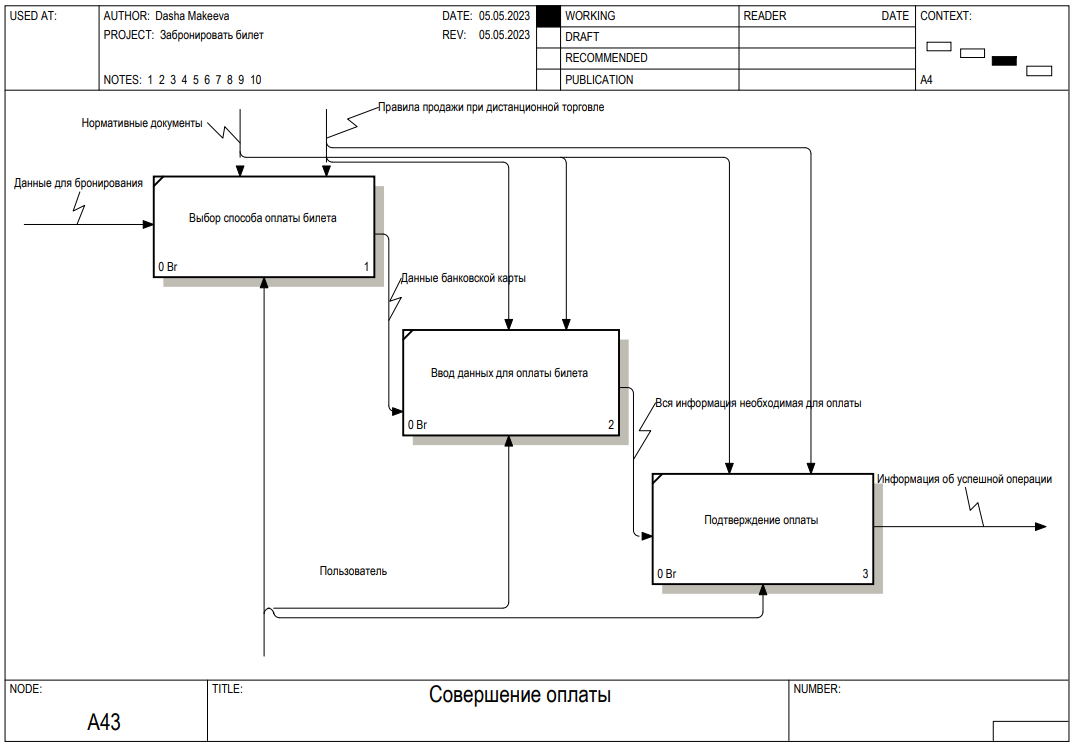 USED AT:
AUTHOR: Dasha Makeeva
DATE: 05.05.2023
PROJECT: Забронировать билет
REV: 05.05.2023
NOTES: 1 2 3 4 5 6 7 8 9 10
WORKING
DRAFT
RECOMMENDED
PUBLICATION
READER
DATE
CONTEXT:
A4
Правила продажи при дистанционной торговле
Нормативные документы
Данные для бронирования
Выбор способа оплаты билета
0 Br
1
Данные банковской карты
Ввод данных для оплаты билета
0 Br
2
Вся информация необходимая для оплаты
Информация об успешной операции
Подтверждение оплаты
0 Br
3
Пользователь
NODE:
A43
TITLE:
Совершение оплаты
NUMBER: